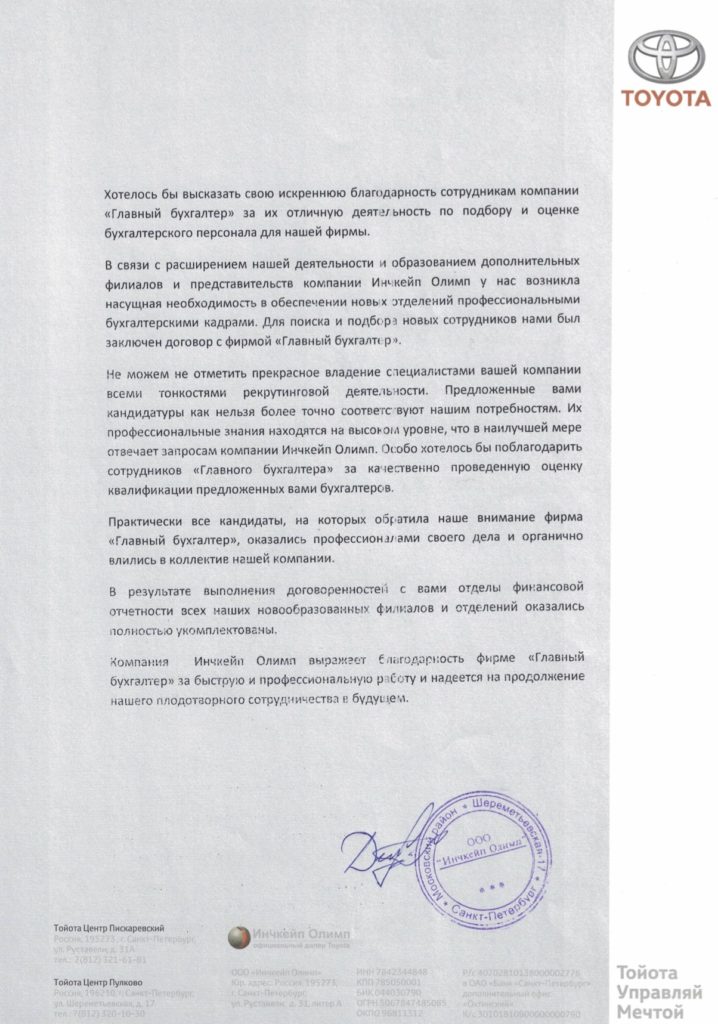 TOYOTA
Хотелось бы высказать свою искреннюю благодарность сотрудникам компании
«Главный бухгалтер» за их отличную деятельность по подбору и оценке
бухгалтерского персонала для нашей фирмы.
В связи с расширением нашей деятельности и образованием дополнительных
филиалов и представительств компании Инчкейп Олимп у нас возникла
насущная необходимость в обеспечении новых отделений профессиональными
бухгалтерскими кадрами. Для поиска и подбора новых сотрудников нами был
заключен договор с фирмой «Главный бухгалтер».
Не можем не отметить прекрасное владение специалистами вашей компании
всеми тонкостями рекрутинговой деятельности. Предложенные вами
кандидатуры как нельзя более точно соответствуют нашим потребностям. Их
профессиональные знания находятся на высоком уровне, что в наилучшей мере
отвечает запросам компании Инчкейп Олимп. Особо хотелось бы поблагодарить
сотрудников «Главного бухгалтера» за качественно проведенную оценку
квалификации предложенных вами бухгалтеров.
Практически все кандидаты, на которых обратила наше внимание фирма
«Главный бухгалтер», оказались профессионалами своего дела и органично
влились в коллектив нашей компании.
В результате выполнения договоренностей с вами отделы финансовой
отчетности всех наших новообразованных филиалов и отделений оказались
полностью укомплектованы.
Компания Инчкейп Олимп выражает благодарность фирме «Главный
бухгалтер» за быструю и профессиональную работу и надеется на продолжение
нашего плодотворного сотрудничества в будущем.
Московский район * Шереметьевская-17 * Санкт-Петербург *
ООО
"Инчкейп Олимп"
Тойота Центр Пискаревский
Россия, 195273, г. Санкт-Петербург,
ул. Руставели, д. 31А
тел.: 7(812) 321-61-81
Тойота Центр Пулково
Россия, 196210, г. Санкт-Петербург,
ул. Шереметьевская, д. 17
тел.: 7(812) 320-10-30
Инчкейп Олимп
официальный дилер Toyota
ООО «Инчкейп Олимп»
Юр. адрес: Россия, 195273,
г. Санкт-Петербург
ул. Руставели, д. 31, литер А
ИНН 7842344848
КПП 785050001
БИК 044030790
ОГРН 5067847485085
ОКПО 96813312
Р/с 40702810138000002776
в ОАО «Банк «Санкт-Петербург»
дополнительный офис
«Охтинский»
К/с 30101810900000000790
Тойота
Управляй
Мечтой